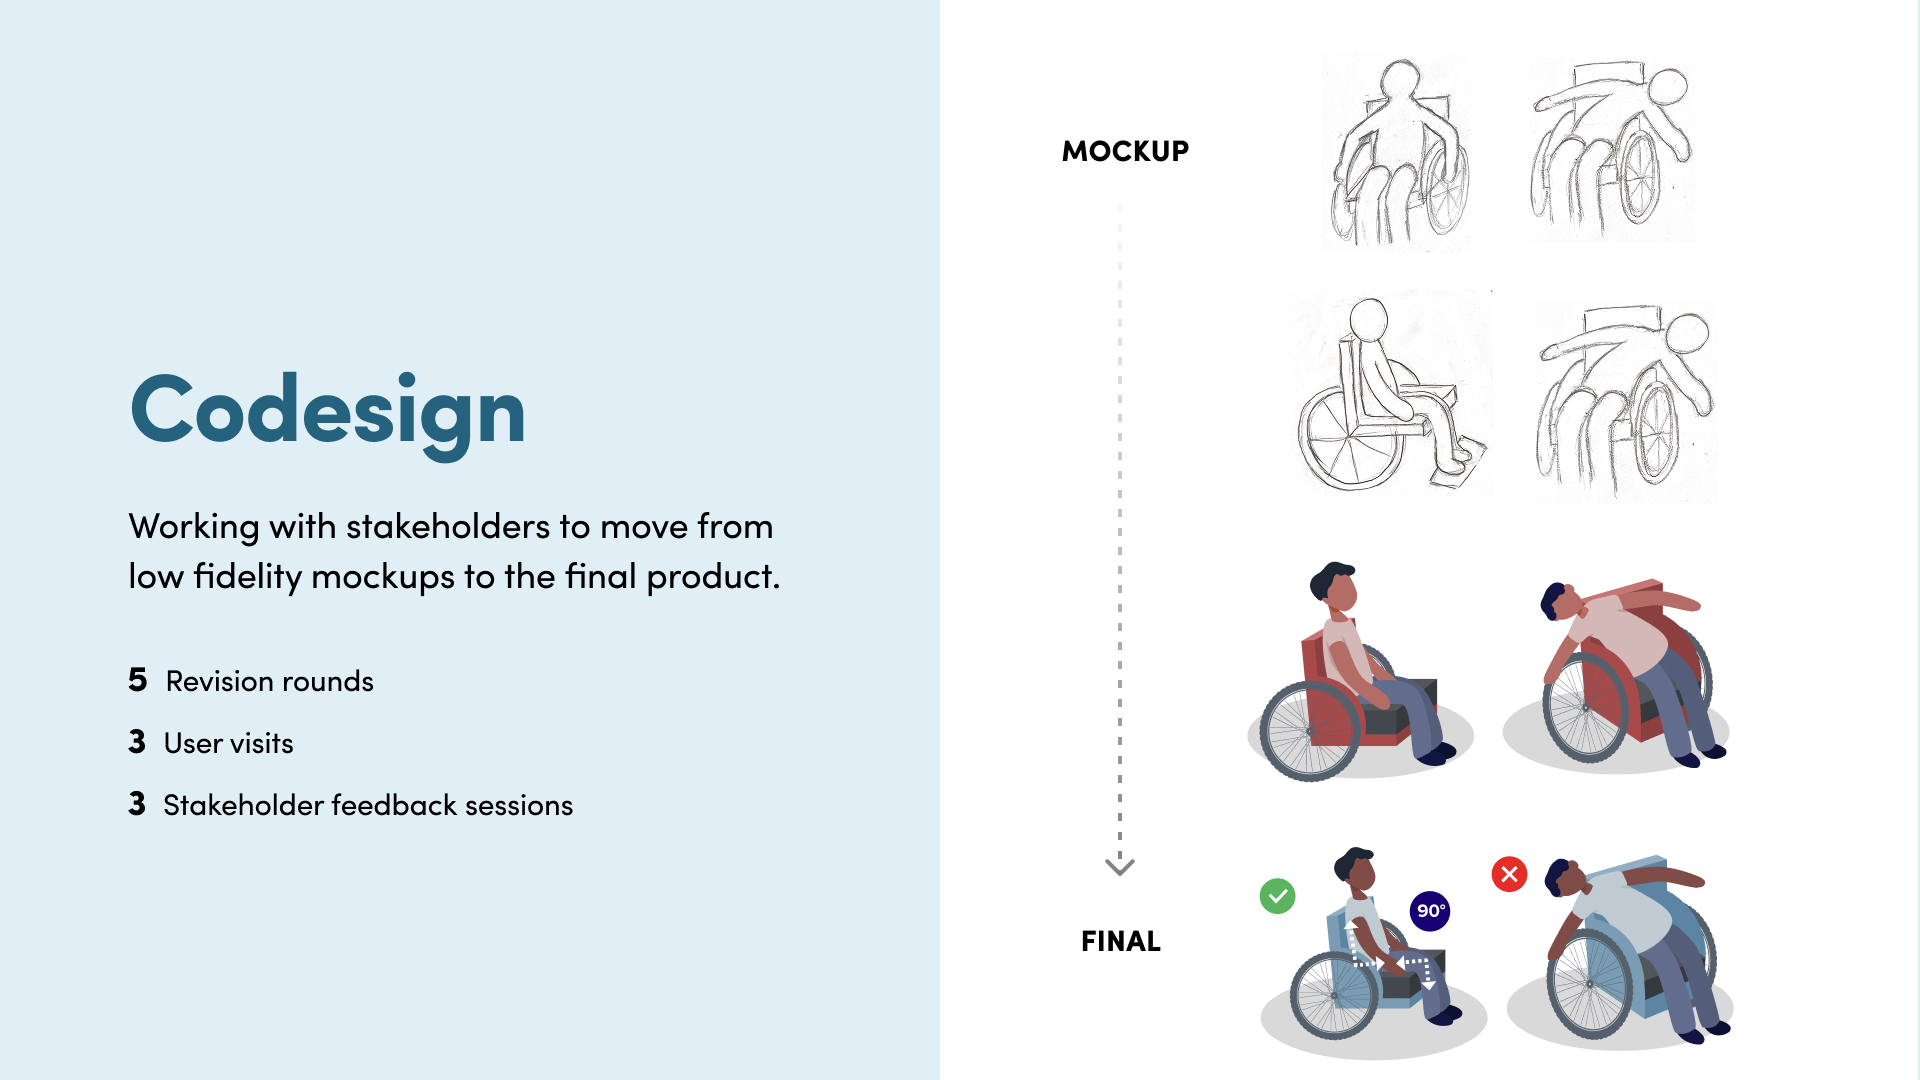 Codesign
Working with stakeholders to move from
low fidelity mockups to the final product.
5 Revision rounds
3 User visits
3 Stakeholder feedback sessions
MOCKUP
FINAL
90°